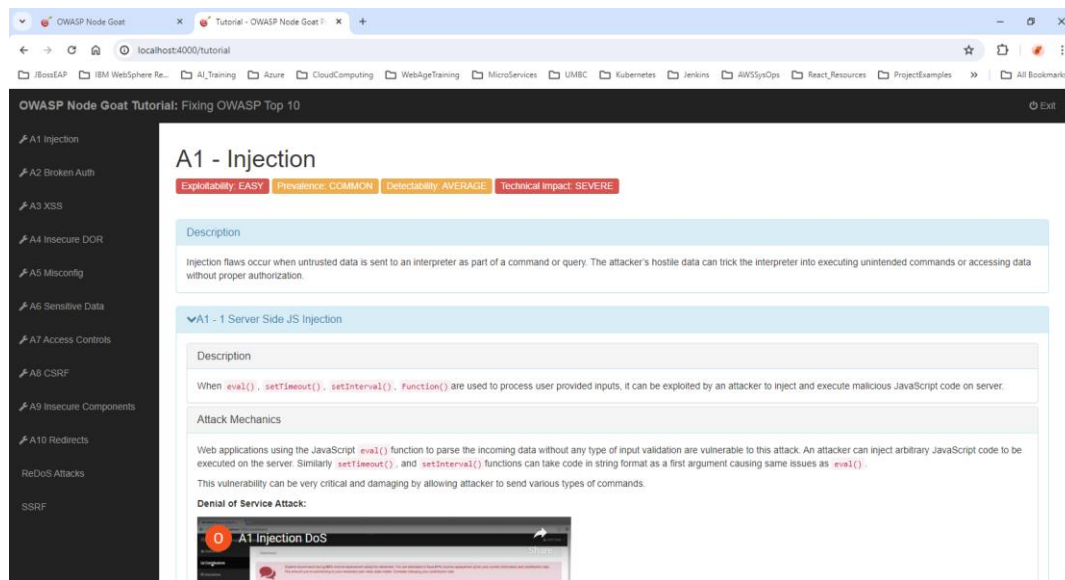 OWASP Node Goat
Tutorial - OWASP Node Goat P
localhost:4000/tutorial
JBossEAP
IBM WebSphere Re...
AI_Training
Azure
CloudComputing
WebAgeTraining
MicroServices
UMBC
Kubernetes
Jenkins
AWSSysOps
React_Resources
ProjectExamples
»
All Bookmarks
OWASP Node Goat Tutorial: Fixing OWASP Top 10
Exit
A1 Injection
A2 Broken Auth
A3 XSS
A4 Insecure DOR
A5 Misconfig
A6 Sensitive Data
A7 Access Controls
A8 CSRF
A9 Insecure Components
A10 Redirects
ReDoS Attacks
SSRF
A1 - Injection
Exploitability: EASY Prevalence: COMMON Detectability: AVERAGE Technical Impact: SEVERE
Description
Injection flaws occur when untrusted data is sent to an interpreter as part of a command or query. The attacker's hostile data can trick the interpreter into executing unintended commands or accessing data
without proper authorization.
A1 - 1 Server Side JS Injection
Description
When eval(), setTimeout(), setInterval(), Function() are used to process user provided inputs, it can be exploited by an attacker to inject and execute malicious JavaScript code on server.
Attack Mechanics
Web applications using the JavaScript eval() function to parse the incoming data without any type of input validation are vulnerable to this attack. An attacker can inject arbitrary JavaScript code to be
executed on the server. Similarly setTimeout(), and setInterval() functions can take code in string format as a first argument causing same issues as eval().
This vulnerability can be very critical and damaging by allowing attacker to send various types of commands.
Denial of Service Attack:
O
A1 Injection DoS
Share